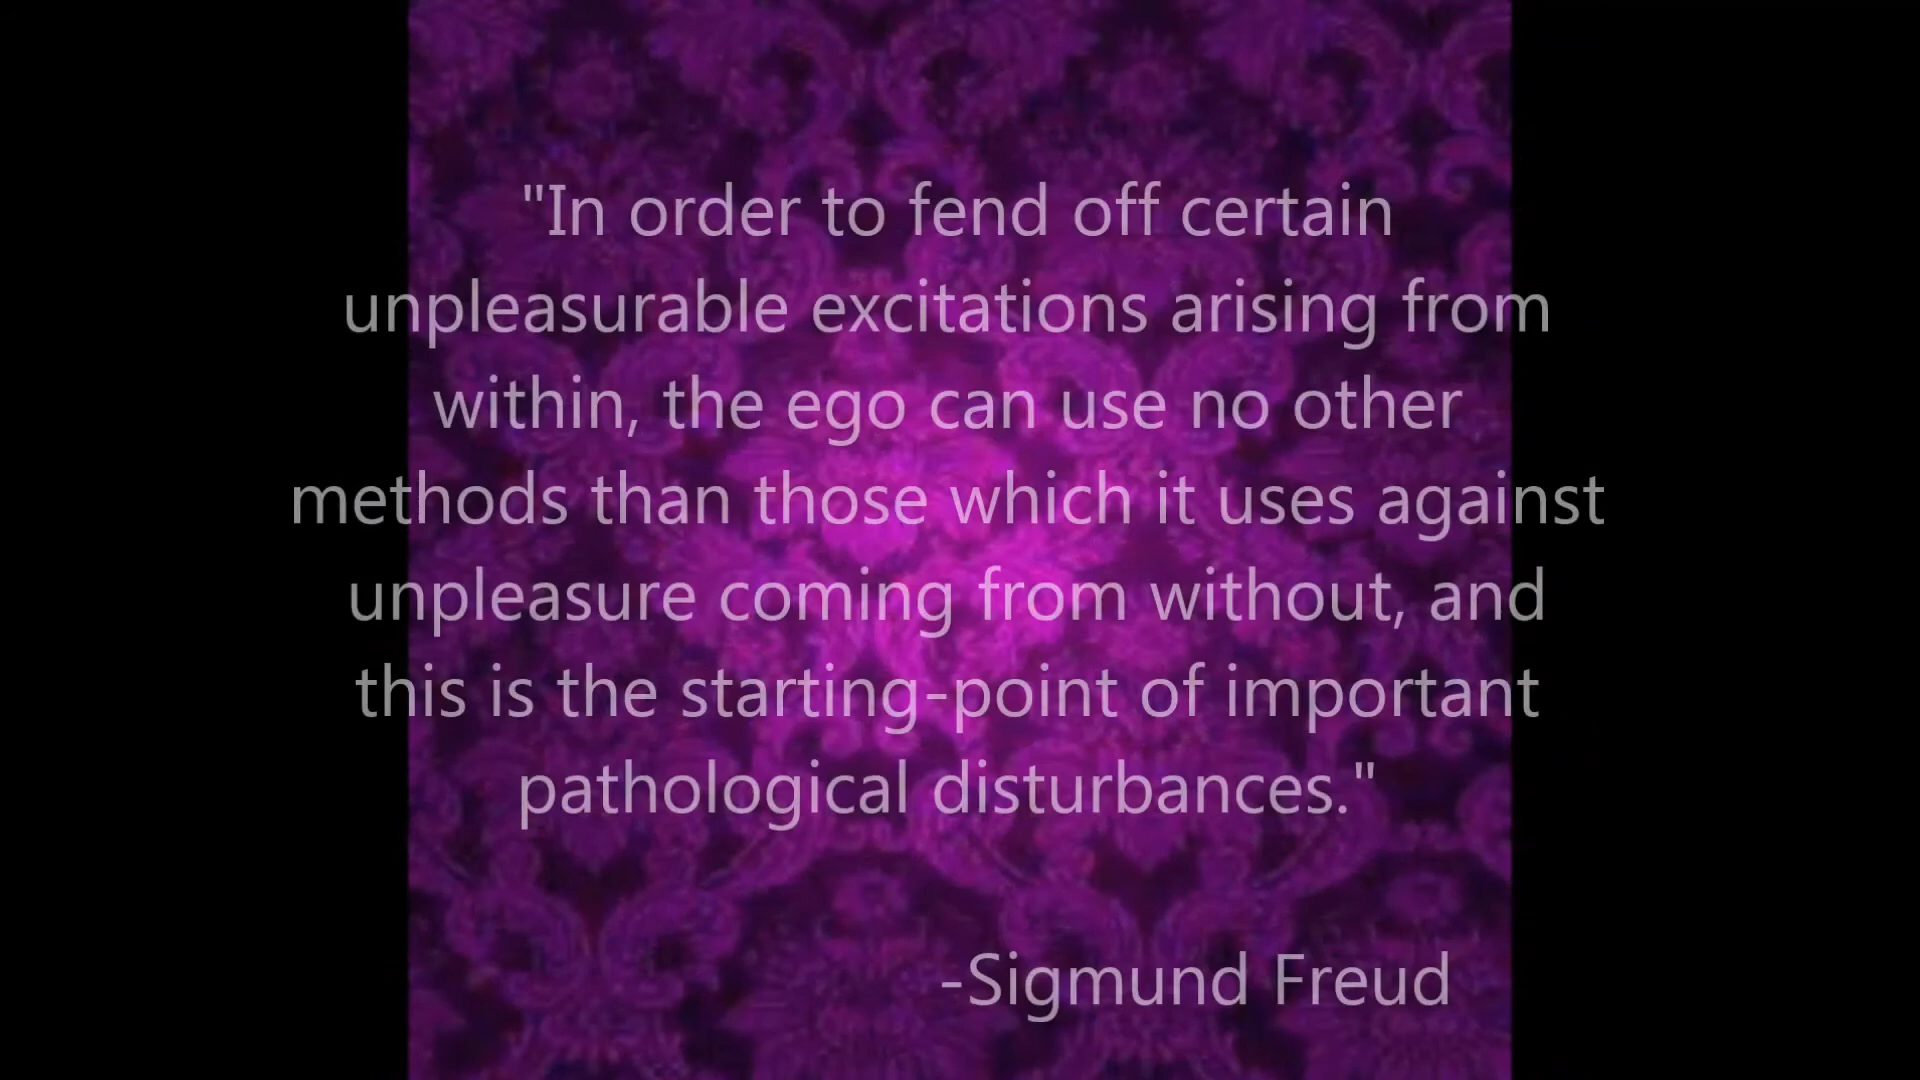 "In order to fend off certain
unpleasurable excitations arising from
within, the ego can use no other
methods than those which it uses against
unpleasure coming from without, and
this is the starting-point of important
pathological disturbances."
-Sigmund Freud